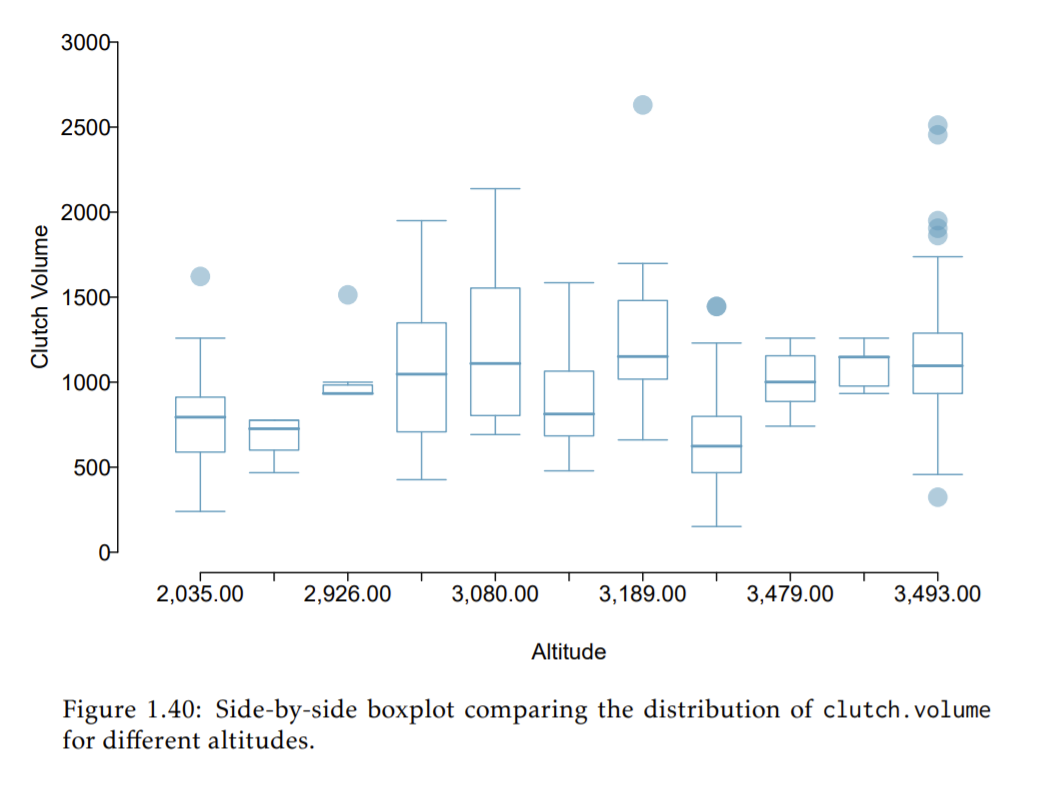 3000
2500
2000
1500
1000
500
0
Clutch Volume
2,035.00 2,926.00 3,080.00 3,189.00 3,479.00 3,493.00
Altitude
Figure 1.40: Side-by-side boxplot comparing the distribution of clutch.volume
for different altitudes.